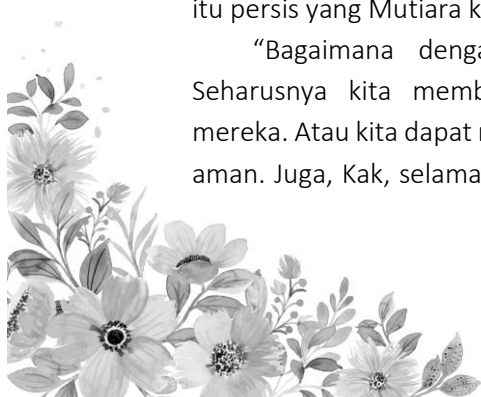 itu persis yang Mutiara k
“Bagaimana denga
Seharusnya kita memb
mereka. Atau kita dapat
aman. Juga, Kak, selama